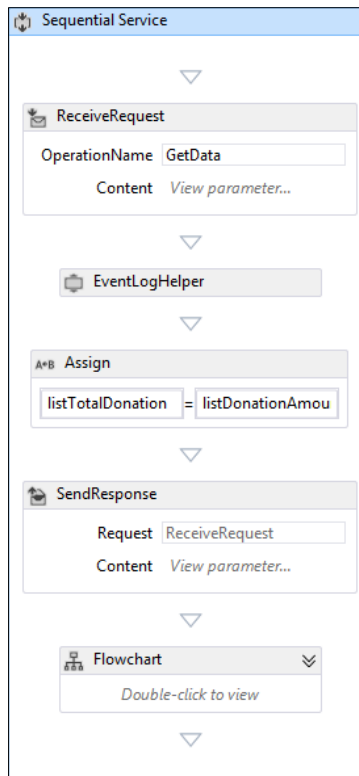 Sequential Service
ReceiveRequest
OperationName GetData
Content View parameter...
EventLogHelper
A+B Assign
listTotalDonation = listDonationAmou
SendResponse
Request ReceiveRequest
Content View parameter...
Flowchart
Double-click to view